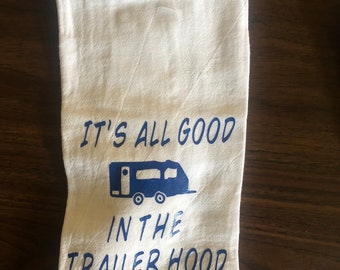 IT'S ALL GOOD
IN THE
TRAILER HOOD